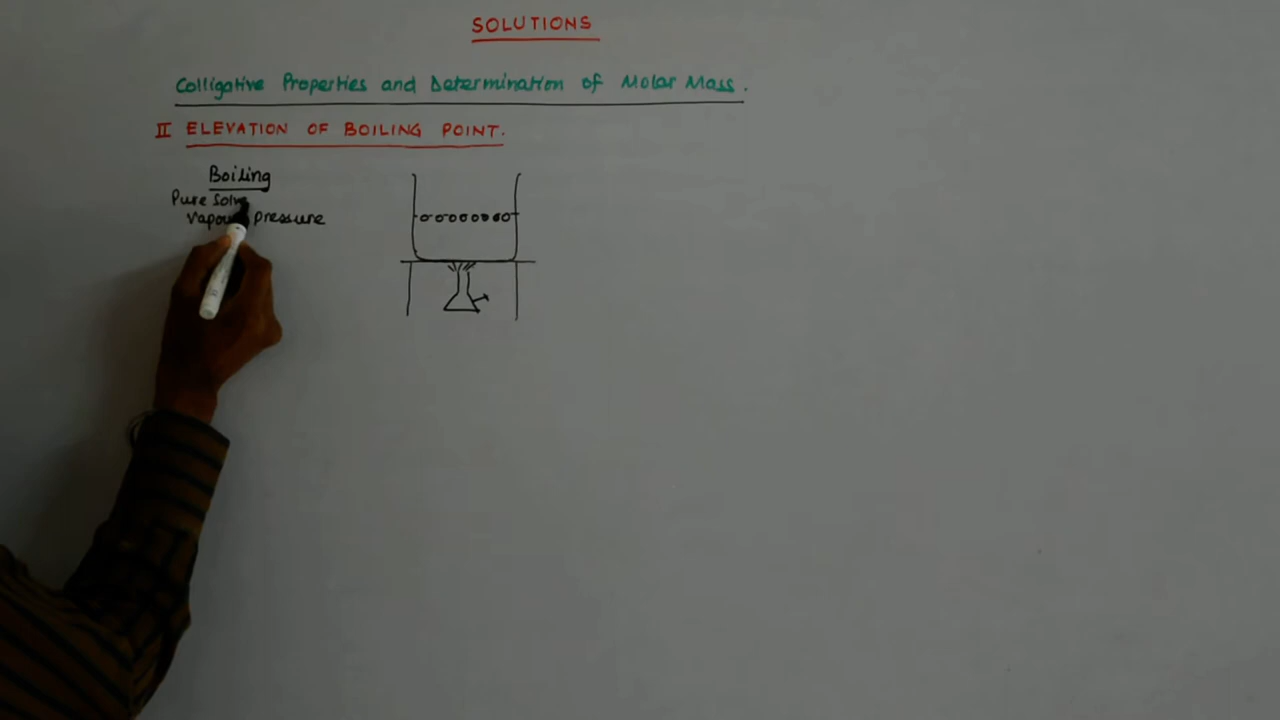 SOLUTIONS
Colligative Properties and Determination of Molar Mass.
II ELEVATION OF BOILING POINT.
Boiling
Pure
pressure